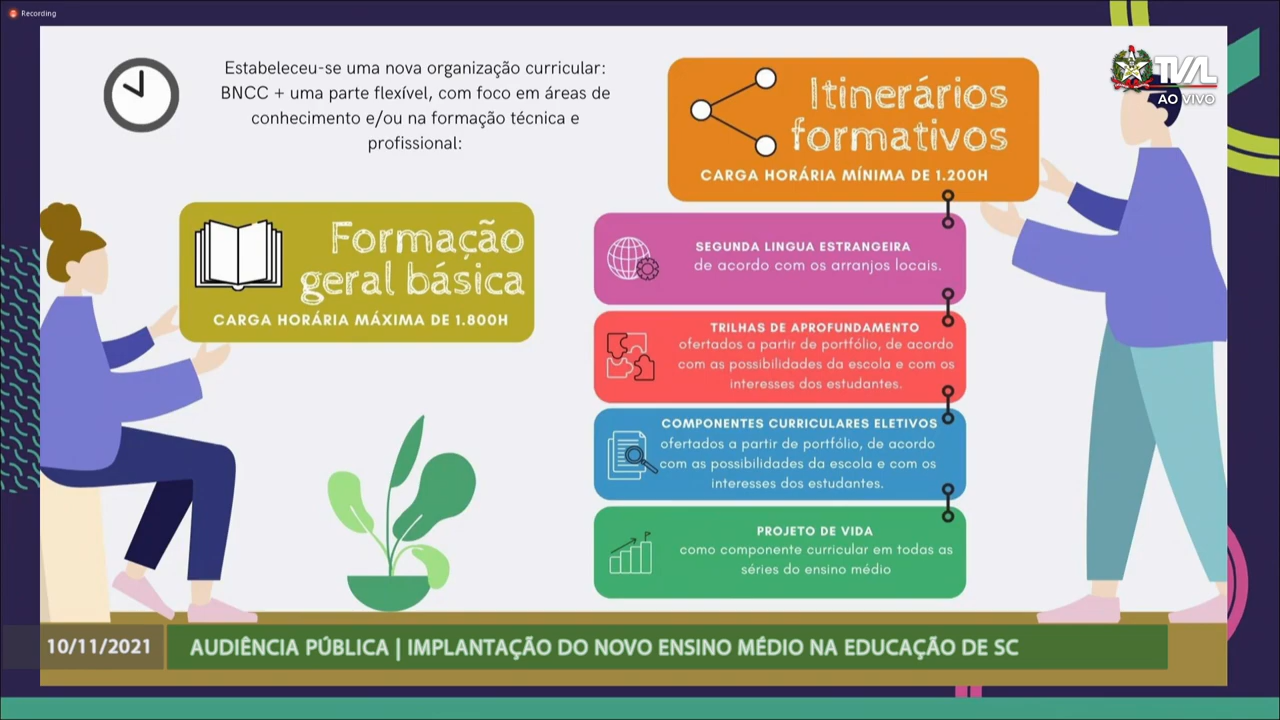 Recording
Estabeleceu-se uma nova organização curricular:
BNCC + uma parte flexível, com foco em áreas de
conhecimento e/ou na formação técnica e
profissional:
Formação
geral básica
CARGA HORÁRIA MÁXIMA DE 1.800H
Itinerários
formativos
CARGA HORÁRIA MÍNIMA DE 1.200H
TVAL
AO VIVO
SEGUNDA LINGUA ESTRANGEIRA
de acordo com os arranjos locais.
TRILHAS DE APROFUNDAMENTO
ofertados a partir de portfólio, de acordo
com as possibilidades da escola e com os
interesses dos estudantes.
COMPONENTES CURRICULARES ELETIVOS
ofertados a partir de portfólio, de acordo
com as possibilidades da escola e com os
interesses dos estudantes.
PROJETO DE VIDA
como componente curricular em todas as
séries do ensino médio
10/11/2021 AUDIÊNCIA PÚBLICA | IMPLANTAÇÃO DO NOVO ENSINO MÉDIO NA EDUCAÇÃO DE SC